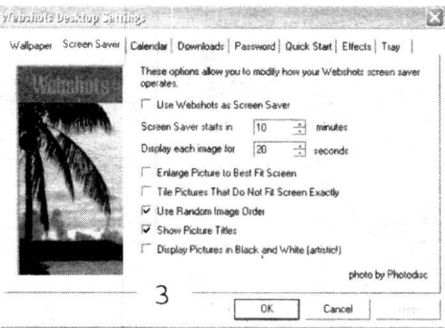 Webshots Desktop Settings
Wallpaper Screen Saver Calendar Downloads Password Quick Start Effects Tray
Webshots
These options allow you to modify how your Webshots screen saver
operates.
Use Webshots as Screen Saver
Screen Saver starts in 10 minutes
Display each image for 20 seconds
Enlarge Picture to Best Fit Screen
Tile Pictures That Do Not Fit Screen Exactly
Use Random Image Order
Show Picture Titles
Display Pictures in Black and White (artistic!)
photo by Photodisc
3
OK Cancel